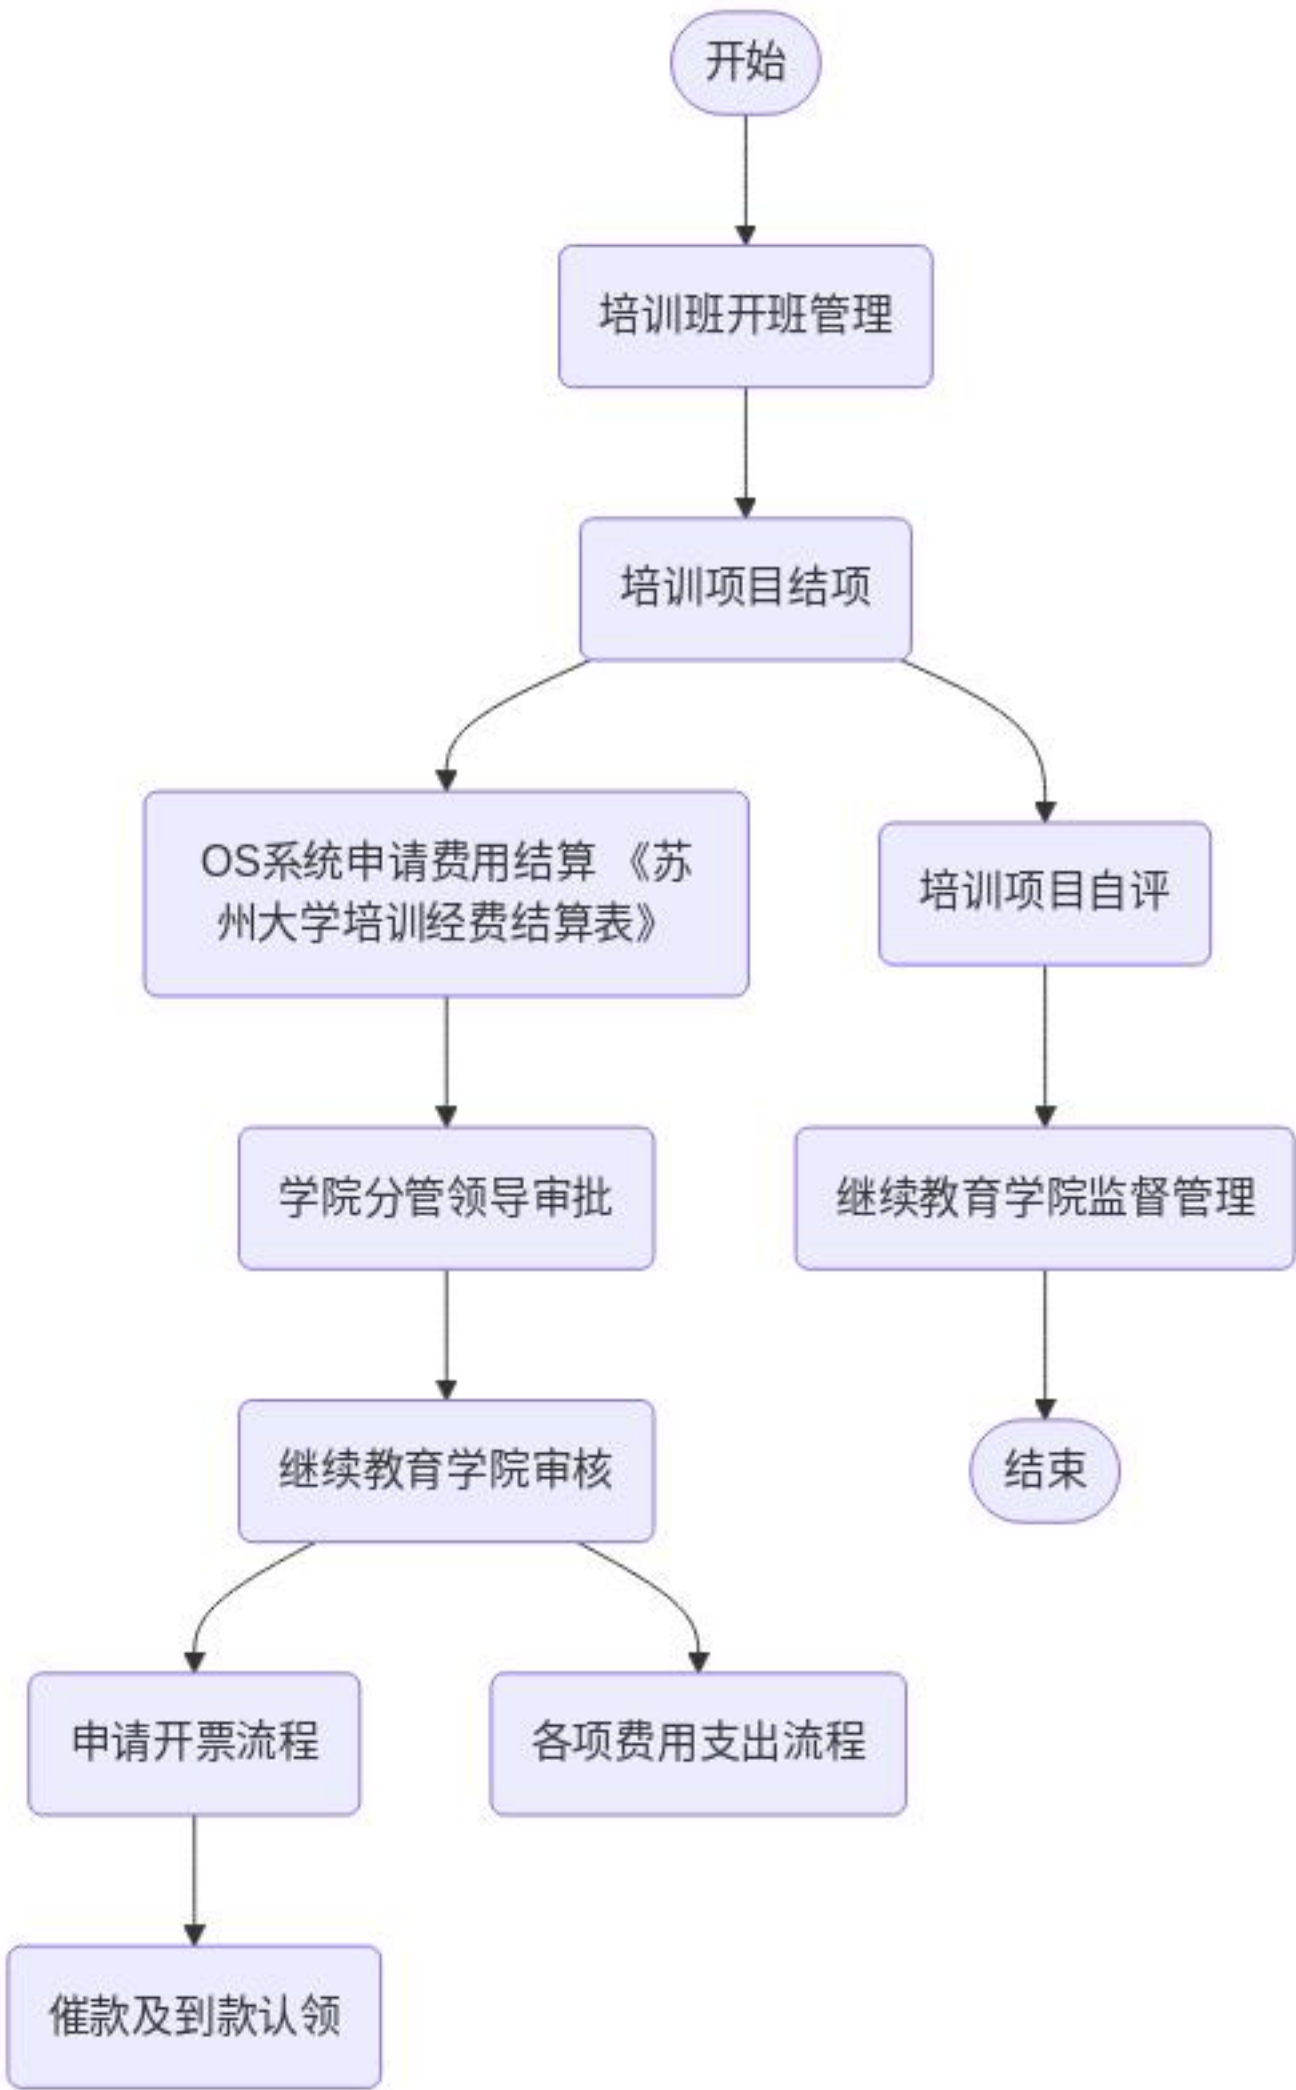 开始
培训班开班管理
培训项目结项
OS系统申请费用结算 《苏
州大学培训经费结算表》
培训项目自评
学院分管领导审批
继续教育学院监督管理
继续教育学院审核
结束
申请开票流程
各项费用支出流程
催款及到款认领